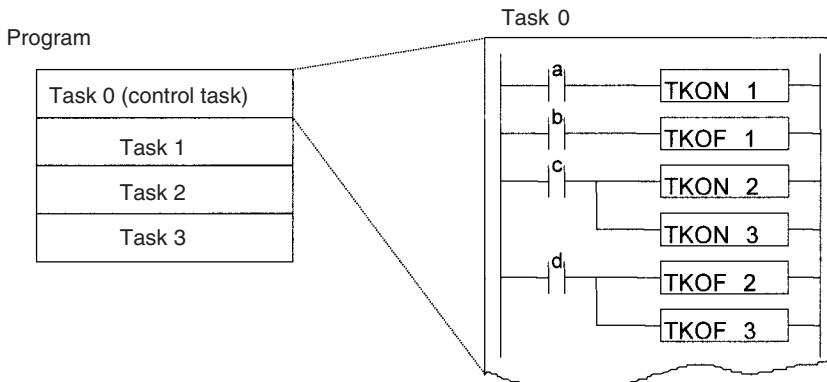 Program
Task 0 (control task)
Task 1
Task 2
Task 3
Task 0
a
TKON 1
b
TKOF 1
c
TKON 2
TKON 3
d
TKOF 2
TKOF 3